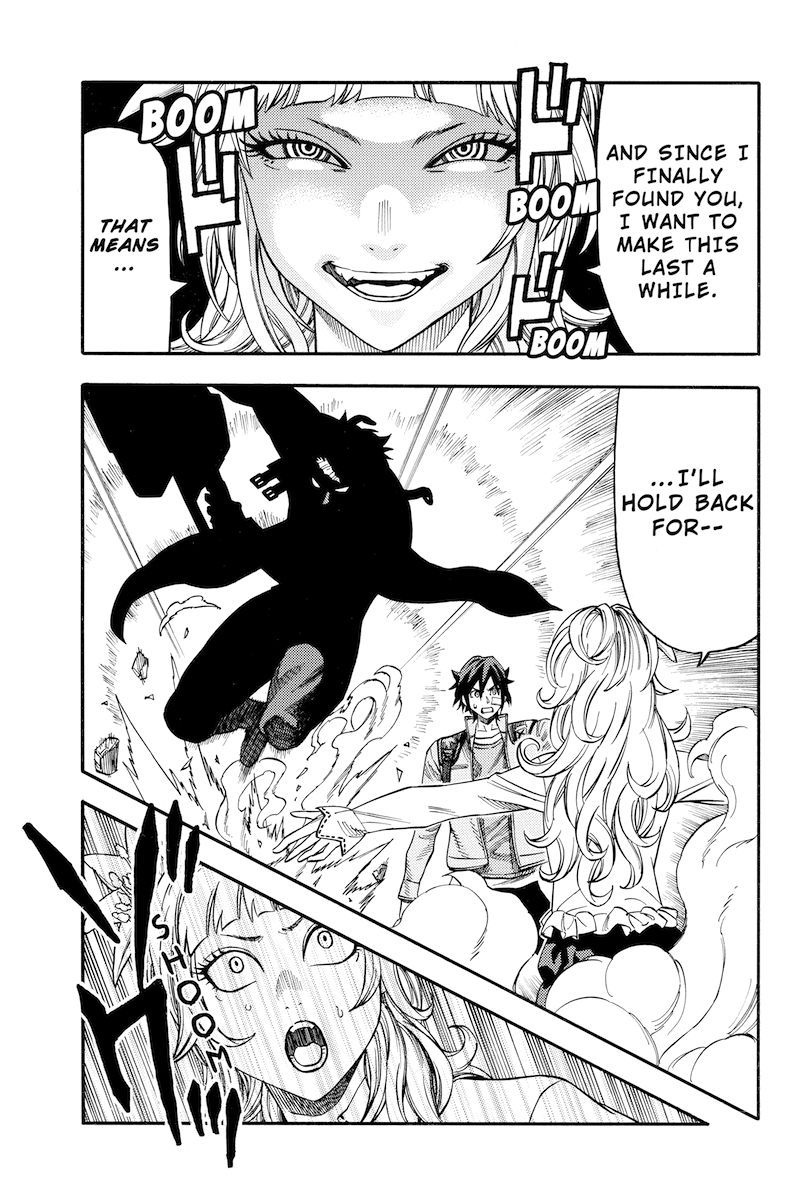 AND SINCE I
FINALLY
FOUND YOU,
I WANT TO
MAKE THIS
LAST A
WHILE.
ド
BOOM
ド
BOOM
ド
BOOM
THAT
MEANS
...
...I'LL
HOLD BACK
FOR--
SHOOM